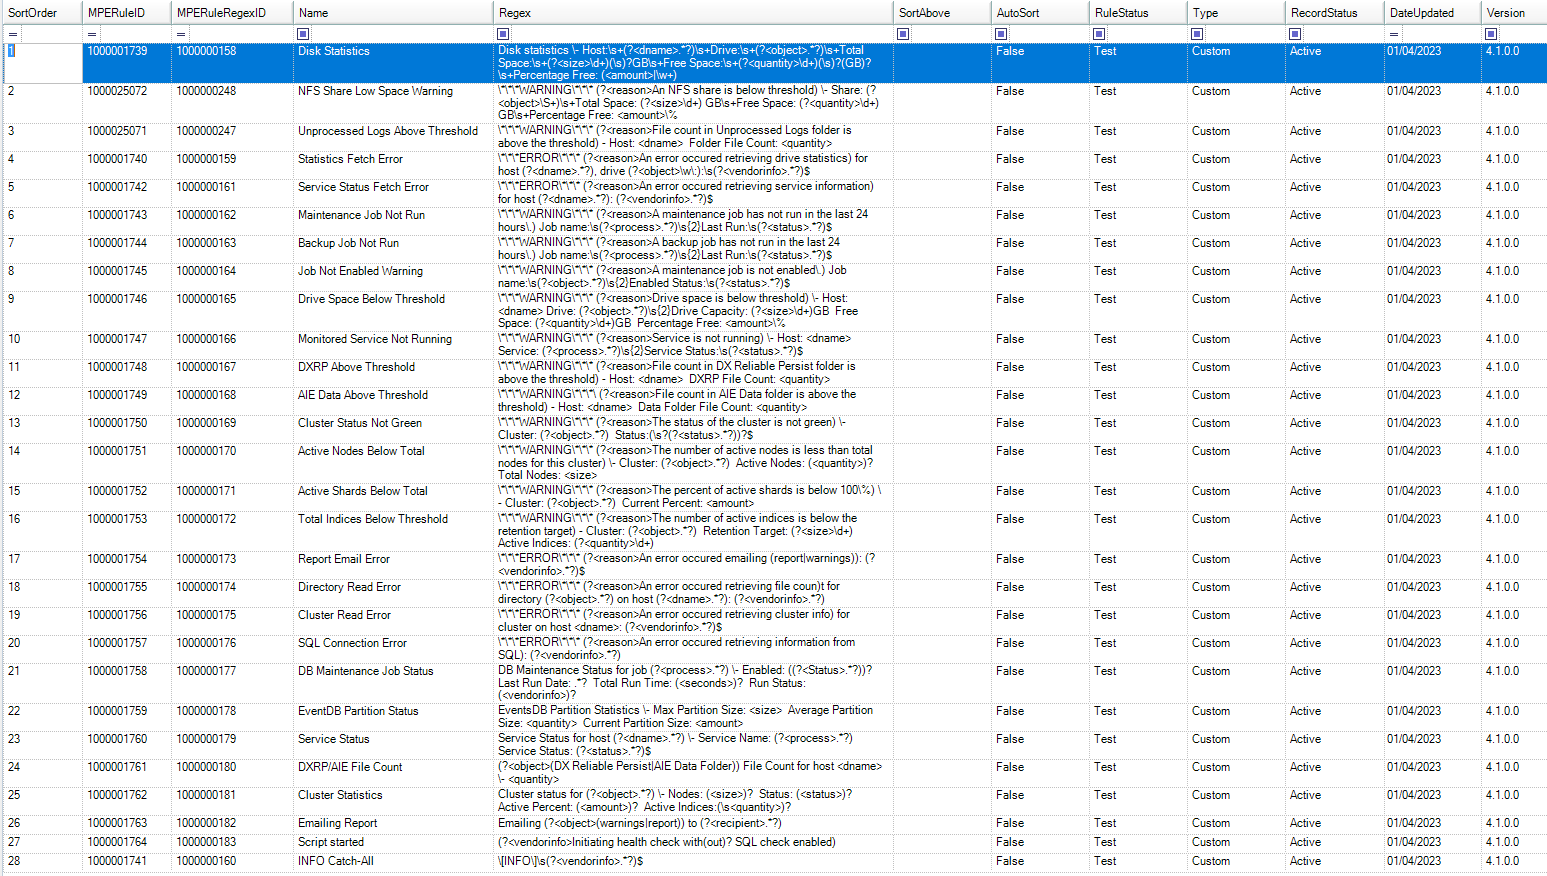 SortOrder MPERuleID MPERuleRegexID Name Regex SortAbove AutoSort RuleStatus Type RecordStatus DateUpdated Version
= = = =
1 1000001739 1000000158 Disk Statistics Disk statistics \- Host:\s+(?<dname>.*?)\s+Drive:\s+(?<object>.*?)\s+Total False Test Custom Active 01/04/2023 4.1.0.0
Space:\s+(?<size>\d+)(\s)?GB\s+Free Space:\s+(?<quantity>\d+)(\s)?(GB)?
\s+Percentage Free: (<amount>|\w+)
2 1000025072 1000000248 NFS Share Low Space Warning \*\*\*WARNING\*\*\* (?<reason>An NFS share is below threshold) \- Share: (? False Test Custom Active 01/04/2023 4.1.0.0
<object>\S+)\s+Total Space: (?<size>\d+) GB\s+Free Space: (?<quantity>\d+)
GB\s+Percentage Free: <amount>\%
3 1000025071 1000000247 Unprocessed Logs Above Threshold \*\*\*WARNING\*\*\* (?<reason>File count in Unprocessed Logs folder is False Test Custom Active 01/04/2023 4.1.0.0
above the threshold) - Host: <dname>  Folder File Count: <quantity>
4 1000001740 1000000159 Statistics Fetch Error \*\*\*ERROR\*\*\* (?<reason>An error occured retrieving drive statistics) for False Test Custom Active 01/04/2023 4.1.0.0
host (?<dname>.*?), drive (?<object>\w\:):\s(?<vendorinfo>.*?)$
5 1000001742 1000000161 Service Status Fetch Error \*\*\*ERROR\*\*\* (?<reason>An error occured retrieving service information) False Test Custom Active 01/04/2023 4.1.0.0
for host (?<dname>.*?): (?<vendorinfo>.*?)$
6 1000001743 1000000162 Maintenance Job Not Run \*\*\*WARNING\*\*\* (?<reason>A maintenance job has not run in the last 24 False Test Custom Active 01/04/2023 4.1.0.0
hours\.) Job name:\s(?<process>.*?)\s{2}Last Run:\s(?<status>.*?)$
7 1000001744 1000000163 Backup Job Not Run \*\*\*WARNING\*\*\* (?<reason>A backup job has not run in the last 24 False Test Custom Active 01/04/2023 4.1.0.0
hours\.) Job name:\s(?<process>.*?)\s{2}Last Run:\s(?<status>.*?)$
8 1000001745 1000000164 Job Not Enabled Warning \*\*\*WARNING\*\*\* (?<reason>A maintenance job is not enabled\.) Job False Test Custom Active 01/04/2023 4.1.0.0
name:\s(?<object>.*?)\s{2}Enabled Status:\s(?<status>.*?)$
9 1000001746 1000000165 Drive Space Below Threshold \*\*\*WARNING\*\*\* (?<reason>Drive space is below threshold) \- Host: False Test Custom Active 01/04/2023 4.1.0.0
<dname> Drive: (?<object>.*?)\s{2}Drive Capacity: (?<size>\d+)GB  Free
Space: (?<quantity>\d+)GB  Percentage Free: <amount>\%
10 1000001747 1000000166 Monitored Service Not Running \*\*\*WARNING\*\*\* (?<reason>Service is not running) \- Host: <dname> False Test Custom Active 01/04/2023 4.1.0.0
Service: (?<process>.*?)\s{2}Service Status:\s(?<status>.*?)$
11 1000001748 1000000167 DXRP Above Threshold \*\*\*WARNING\*\*\* (?<reason>File count in DX Reliable Persist folder is False Test Custom Active 01/04/2023 4.1.0.0
above the threshold) - Host: <dname>  DXRP File Count: <quantity>
12 1000001749 1000000168 AIE Data Above Threshold \*\*\*WARNING\*\*\* (?<reason>File count in AIE Data folder is above the False Test Custom Active 01/04/2023 4.1.0.0
threshold) - Host: <dname>  Data Folder File Count: <quantity>
13 1000001750 1000000169 Cluster Status Not Green \*\*\*WARNING\*\*\* (?<reason>The status of the cluster is not green) \- False Test Custom Active 01/04/2023 4.1.0.0
Cluster: (?<object>.*?)  Status:(\s?(?<status>.*?))?$
14 1000001751 1000000170 Active Nodes Below Total \*\*\*WARNING\*\*\* (?<reason>The number of active nodes is less than total False Test Custom Active 01/04/2023 4.1.0.0
nodes for this cluster) \- Cluster: (?<object>.*?)  Active Nodes: (<quantity>)?
Total Nodes: <size>
15 1000001752 1000000171 Active Shards Below Total \*\*\*WARNING\*\*\* (?<reason>The percent of active shards is below 100\%) \ False Test Custom Active 01/04/2023 4.1.0.0
- Cluster: (?<object>.*?)  Current Percent: <amount>
16 1000001753 1000000172 Total Indices Below Threshold \*\*\*WARNING\*\*\* (?<reason>The number of active indices is below the False Test Custom Active 01/04/2023 4.1.0.0
retention target) - Cluster: (?<object>.*?)  Retention Target: (?<size>\d+)
Active Indices: (?<quantity>\d+)
17 1000001754 1000000173 Report Email Error \*\*\*ERROR\*\*\* (?<reason>An error occured emailing (report|warnings)): (? False Test Custom Active 01/04/2023 4.1.0.0
<vendorinfo>.*?)$
18 1000001755 1000000174 Directory Read Error \*\*\*ERROR\*\*\* (?<reason>An error occured retrieving file coun)t for False Test Custom Active 01/04/2023 4.1.0.0
directory (?<object>.*?) on host (?<dname>.*?): (?<vendorinfo>.*?)
19 1000001756 1000000175 Cluster Read Error \*\*\*ERROR\*\*\* (?<reason>An error occured retrieving cluster info) for False Test Custom Active 01/04/2023 4.1.0.0
cluster on host <dname>: (?<vendorinfo>.*?)$
20 1000001757 1000000176 SQL Connection Error \*\*\*ERROR\*\*\* (?<reason>An error occured retrieving information from False Test Custom Active 01/04/2023 4.1.0.0
SQL): (?<vendorinfo>.*?)
21 1000001758 1000000177 DB Maintenance Job Status DB Maintenance Status for job (?<process>.*?) \- Enabled: ((?<Status>.*?))? False Test Custom Active 01/04/2023 4.1.0.0
Last Run Date: .*?  Total Run Time: (<seconds>)?  Run Status:
(<vendorinfo>)?
22 1000001759 1000000178 EventDB Partition Status EventsDB Partition Statistics \- Max Partition Size: <size>  Average Partition False Test Custom Active 01/04/2023 4.1.0.0
Size: <quantity>  Current Partition Size: <amount>
23 1000001760 1000000179 Service Status Service Status for host (?<dname>.*?) \- Service Name: (?<process>.*?) False Test Custom Active 01/04/2023 4.1.0.0
Service Status: (?<status>.*?)$
24 1000001761 1000000180 DXRP/AIE File Count (?<object>(DX Reliable Persist|AIE Data Folder)) File Count for host <dname> False Test Custom Active 01/04/2023 4.1.0.0
\- <quantity>
25 1000001762 1000000181 Cluster Statistics Cluster status for (?<object>.*?) \- Nodes: (<size>)?  Status: (<status>)? False Test Custom Active 01/04/2023 4.1.0.0
Active Percent: (<amount>)?  Active Indices:(\s<quantity>)?
26 1000001763 1000000182 Emailing Report Emailing (?<object>(warnings|report)) to (?<recipient>.*?) False Test Custom Active 01/04/2023 4.1.0.0
27 1000001764 1000000183 Script started (?<vendorinfo>Initiating health check with(out)? SQL check enabled) False Test Custom Active 01/04/2023 4.1.0.0
28 1000001741 1000000160 INFO Catch-All \[INFO\]\s(?<vendorinfo>.*?)$ False Test Custom Active 01/04/2023 4.1.0.0